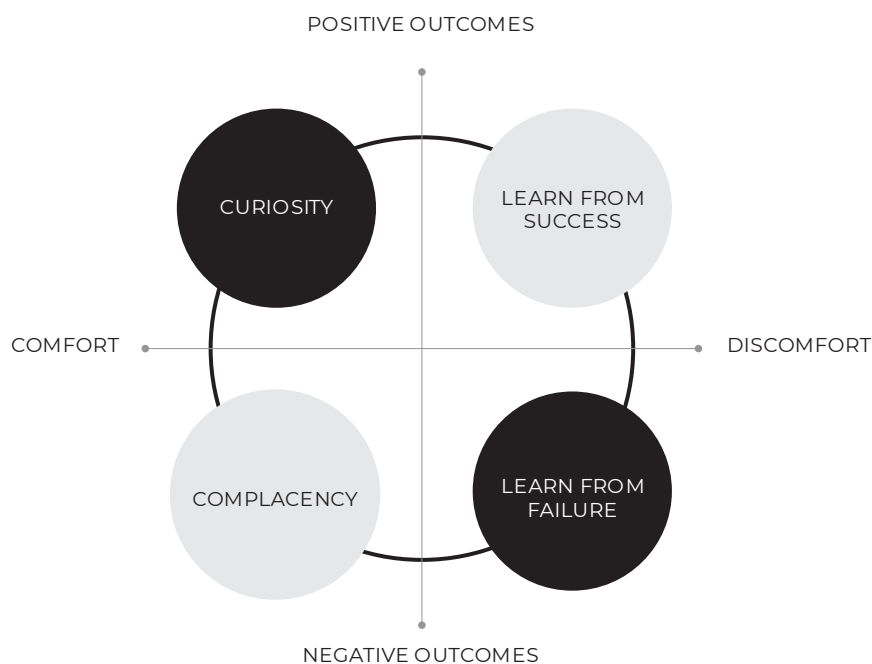 POSITIVE OUTCOMES
CURIOSITY
LEARN FROM
SUCCESS
COMFORT
DISCOMFORT
COMPLACENCY
LEARN FROM
FAILURE
NEGATIVE OUTCOMES